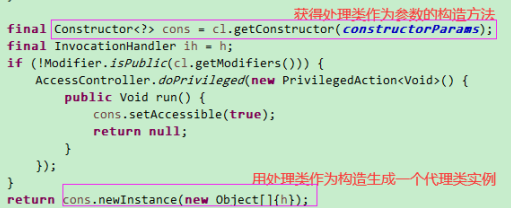 获得处理类作为参数的构造方法
final Constructor<?> cons = cl.getConstructor(constructorParams);
final InvocationHandler ih = h;
if (!Modifier.isPublic(cl.getModifiers())) {
AccessController.doPrivileged(new PrivilegedAction<Void>() {
public Void run() {
cons.setAccessible(true);
return null;
}
});
}
用处理类作为构造生成一个代理类实例
return cons.newInstance(new Object[]{h});